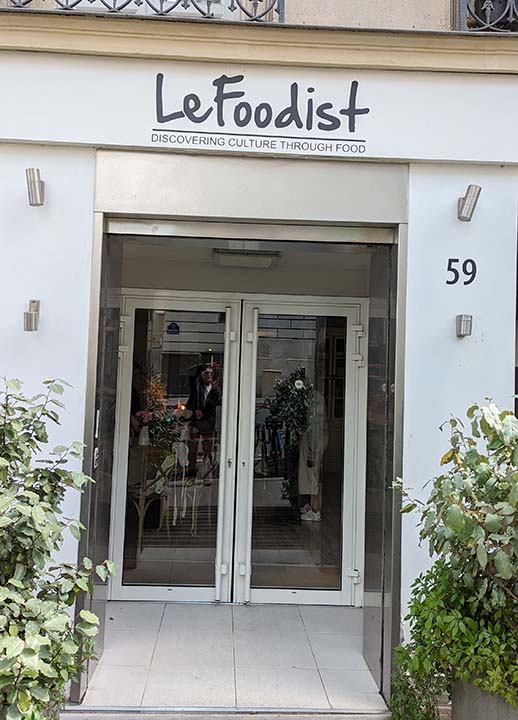 LeFoodist
DISCOVERING CULTURE THROUGH FOOD
59